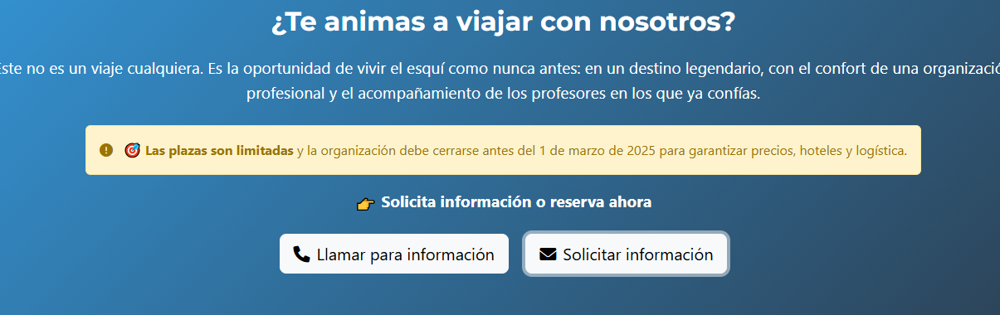 ¿Te animas a viajar con nosotros?
Este no es un viaje cualquiera. Es la oportunidad de vivir el esquí como nunca antes: en un destino legendario, con el confort de una organizació
profesional y el acompañamiento de los profesores en los que ya confías.
🎯 Las plazas son limitadas y la organización debe cerrarse antes del 1 de marzo de 2025 para garantizar precios, hoteles y logística.
👉 Solicita información o reserva ahora
Llamar para información
Solicitar información